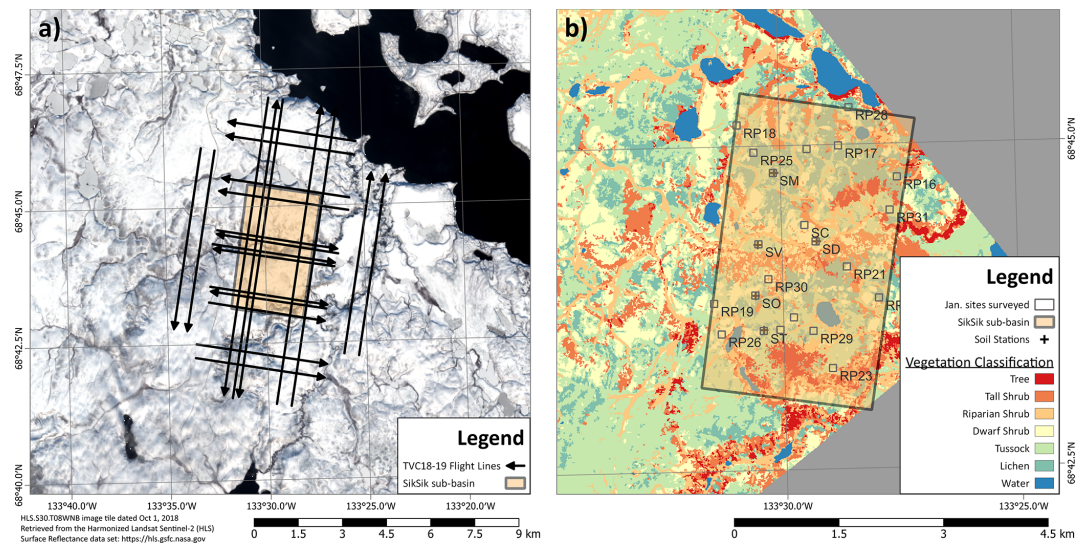 a)
68°47.5'N
68°45.0'N
68°42.5'N
68°40.0'N
Legend
TVC18-19 Flight Lines
SikSik sub-basin
133°40.0'W
133°35.0'W
133°30.0'W
133°25.0'W
133°20.0'W
HLS.S30.T08WNB image tile dated Oct 1, 2018
Retrieved from the Harmonized Landsat Sentinel-2 (HLS)
Surface Reflectance data set: https://hls.gsfc.nasa.gov
0 1.5 3 4.5 6 7.5 9 km
b)
RP28
RP18
RP17
RP25
SM
RP16
RP31
SC
SD
SV
RP21
RP30
SO
RP19
RP
RP26
ST
RP29
RP23
68°45.0'N
68°42.5'N
Legend
Jan. sites surveyed
SikSik sub-basin
Soil Stations
Vegetation Classification
Tree
Tall Shrub
Riparian Shrub
Dwarf Shrub
Tussock
Lichen
Water
133°30.0'W
133°25.0'W
0 1.5 3 4.5 km